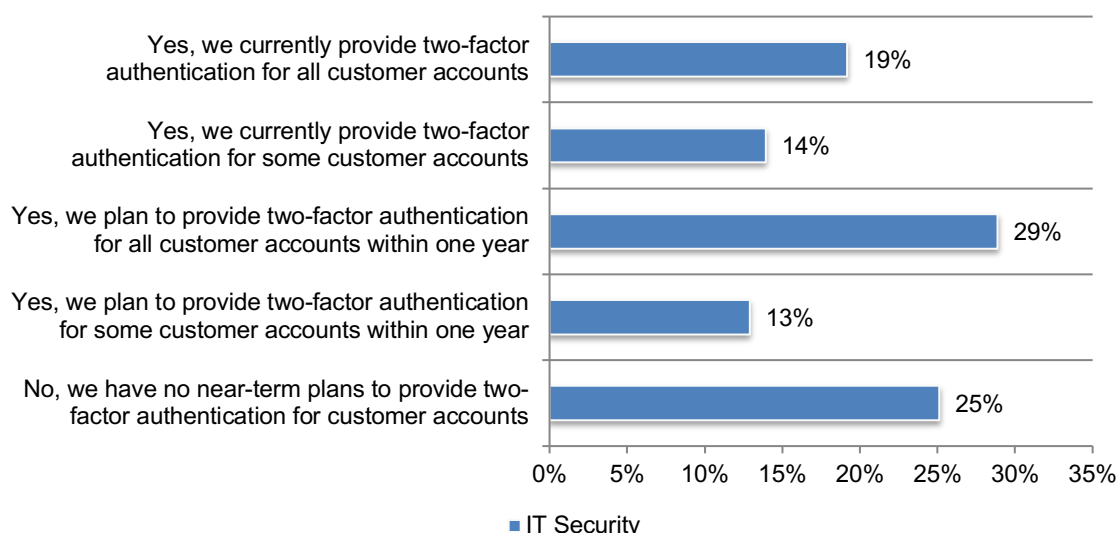 Yes, we currently provide two-factor
authentication for all customer accounts
19%
Yes, we currently provide two-factor
authentication for some customer accounts
14%
Yes, we plan to provide two-factor authentication
for all customer accounts within one year
29%
Yes, we plan to provide two-factor authentication
for some customer accounts within one year
13%
No, we have no near-term plans to provide two-
factor authentication for customer accounts
25%
0% 5% 10% 15% 20% 25% 30% 35%
IT Security